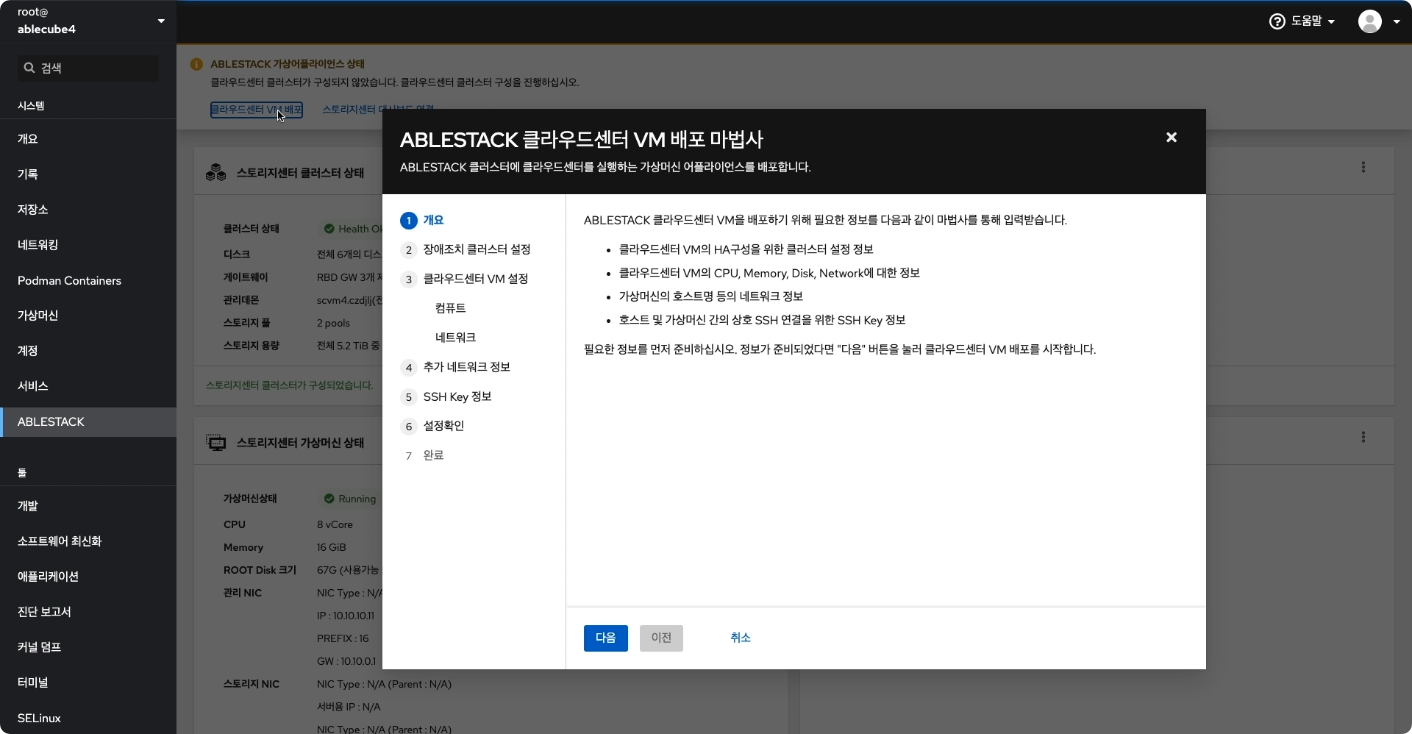 root@
ablecube4
검색
시스템
개요
기록
저장소
네트워킹
Podman Containers
가상머신
계정
서비스
ABLESTACK
툴
개발
소프트웨어 최신화
애플리케이션
진단 보고서
커널 덤프
터미널
SELinux
도움말
ABLESTACK 가상어플라이언스 상태
클라우드센터 클러스터가 구성되지 않았습니다. 클라우드센터 클러스터 구성을 진행하십시오.
클라우드센터 VM 배포
스토리지센터 대시보드 연결
스토리지센터 클러스터 상태
클러스터 상태 Health Ok
디스크 전체 6개의 디스
게이트웨이 RBD GW 3개
관리데몬 scvm4.czdjlj(전
스토리지 풀 2 pools
스토리지 용량 전체 5.2 TiB 중
스토리지센터 클러스터가 구성되었습니다.
스토리지센터 가상머신 상태
가상머신상태 Running
CPU 8 vCore
Memory 16 GiB
ROOT Disk 크기 67G (사용가능
관리 NIC NIC Type : N/A
IP : 10.10.10.11
PREFIX : 16
GW : 10.10.0.1
스토리지 NIC NIC Type : N/A (Parent : N/A)
서버용 IP : N/A
NIC Type : N/A (Parent : N/A)
ABLESTACK 클라우드센터 VM 배포 마법사
ABLESTACK 클러스터에 클라우드센터를 실행하는 가상머신 어플라이언스를 배포합니다.
1 개요
2 장애조치 클러스터 설정
3 클라우드센터 VM 설정
컴퓨트
네트워크
4 추가 네트워크 정보
5 SSH Key 정보
6 설정확인
7 완료
ABLESTACK 클라우드센터 VM을 배포하기 위해 필요한 정보를 다음과 같이 마법사를 통해 입력받습니다.
• 클라우드센터 VM의 HA구성을 위한 클러스터 설정 정보
• 클라우드센터 VM의 CPU, Memory, Disk, Network에 대한 정보
• 가상머신의 호스트명 등의 네트워크 정보
• 호스트 및 가상머신 간의 상호 SSH 연결을 위한 SSH Key 정보
필요한 정보를 먼저 준비하십시오. 정보가 준비되었다면 "다음" 버튼을 눌러 클라우드센터 VM 배포를 시작합니다.
다음
이전
취소